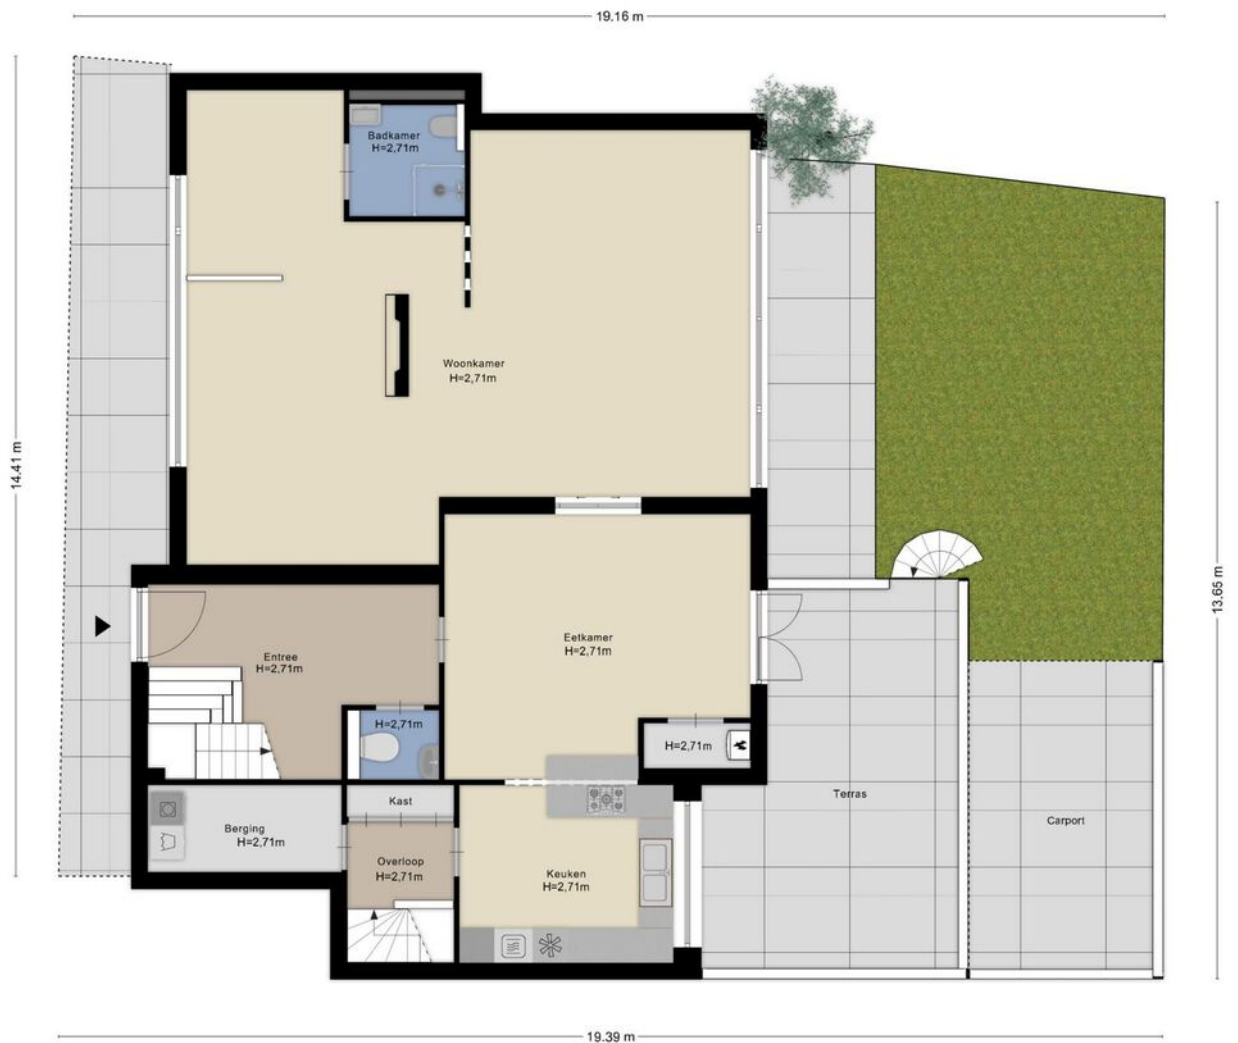 19.16 m
Badkamer
H=2,71m
Woonkamer
H=2,71m
14.41 m
13.65 m
Eetkamer
H=2,71m
Entree
H=2,71m
H=2,71m
H=2,71m
Terras
Kast
Carport
Berging
H=2,71m
Overloop
H=2,71m
Keuken
H=2,71m
19.39 m